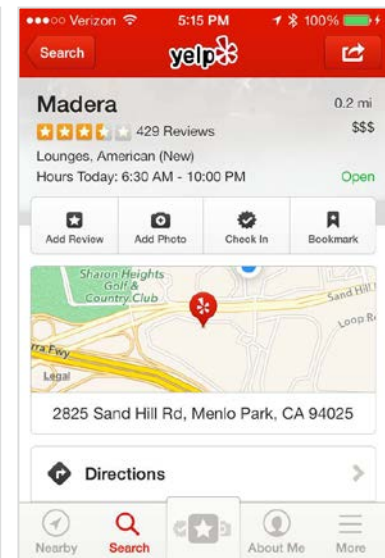 Verizon 5:15 PM 100%
Search yelp
Madera 0.2 mi
429 Reviews $$$
Lounges, American (New)
Hours Today: 6:30 AM - 10:00 PM Open
Add Review Add Photo Check In Bookmark
Sharon Heights
Golf &
Country Club
Sand Hill
Loop R
rra Fwy
Legal
2825 Sand Hill Rd, Menlo Park, CA 94025
Directions
Nearby Search About Me More